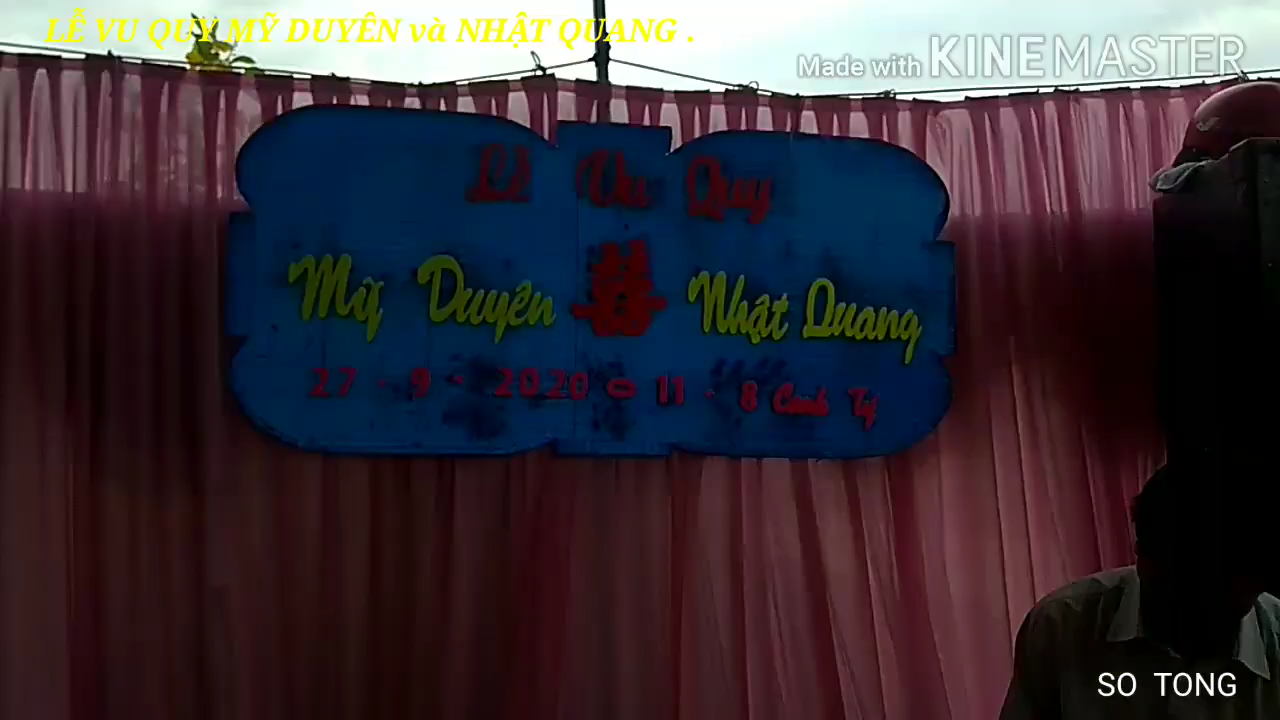 LỄ VU QUY MỸ DUYÊN và NHẬT QUANG .
Made with KINEMASTER
Lễ Vu Quy
Mỹ Duyên 囍 Nhật Quang
27 - 9 - 2020 - 11 - 8 Canh Tý
SO TONG